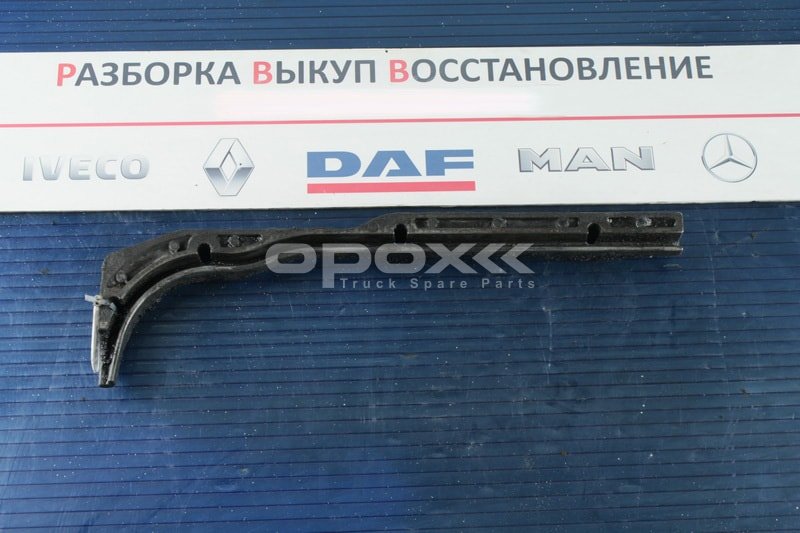 РАЗБОРКА ВЫКУП ВОССТАНОВЛЕНИЕ
IVECO DAF MAN
OPOX
Truck Spare Parts